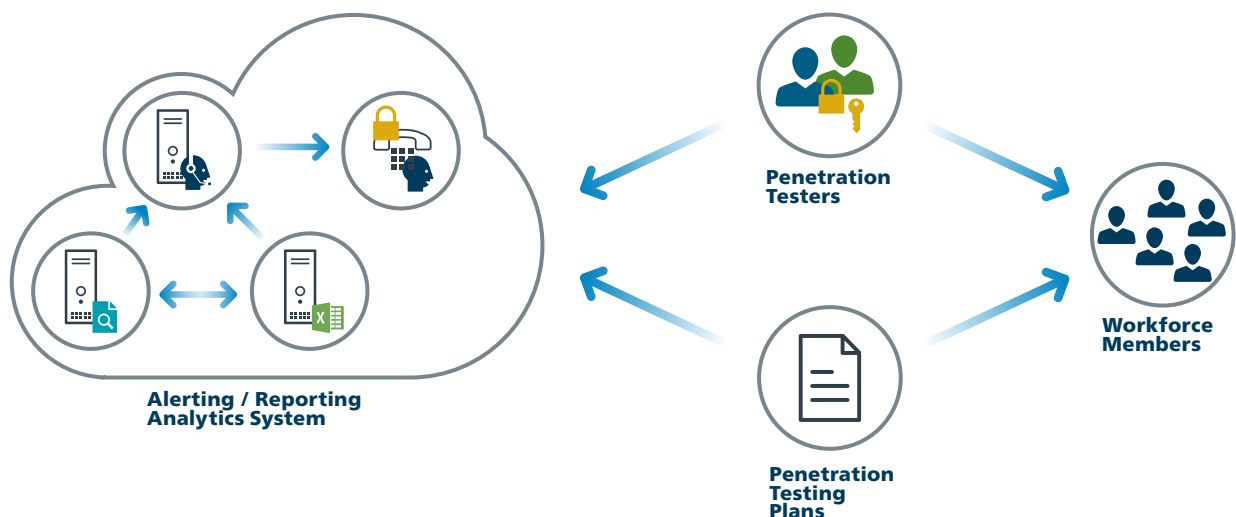 Penetration
Testers
Workforce
Members
Alerting / Reporting
Analytics System
Penetration
Testing
Plans
X